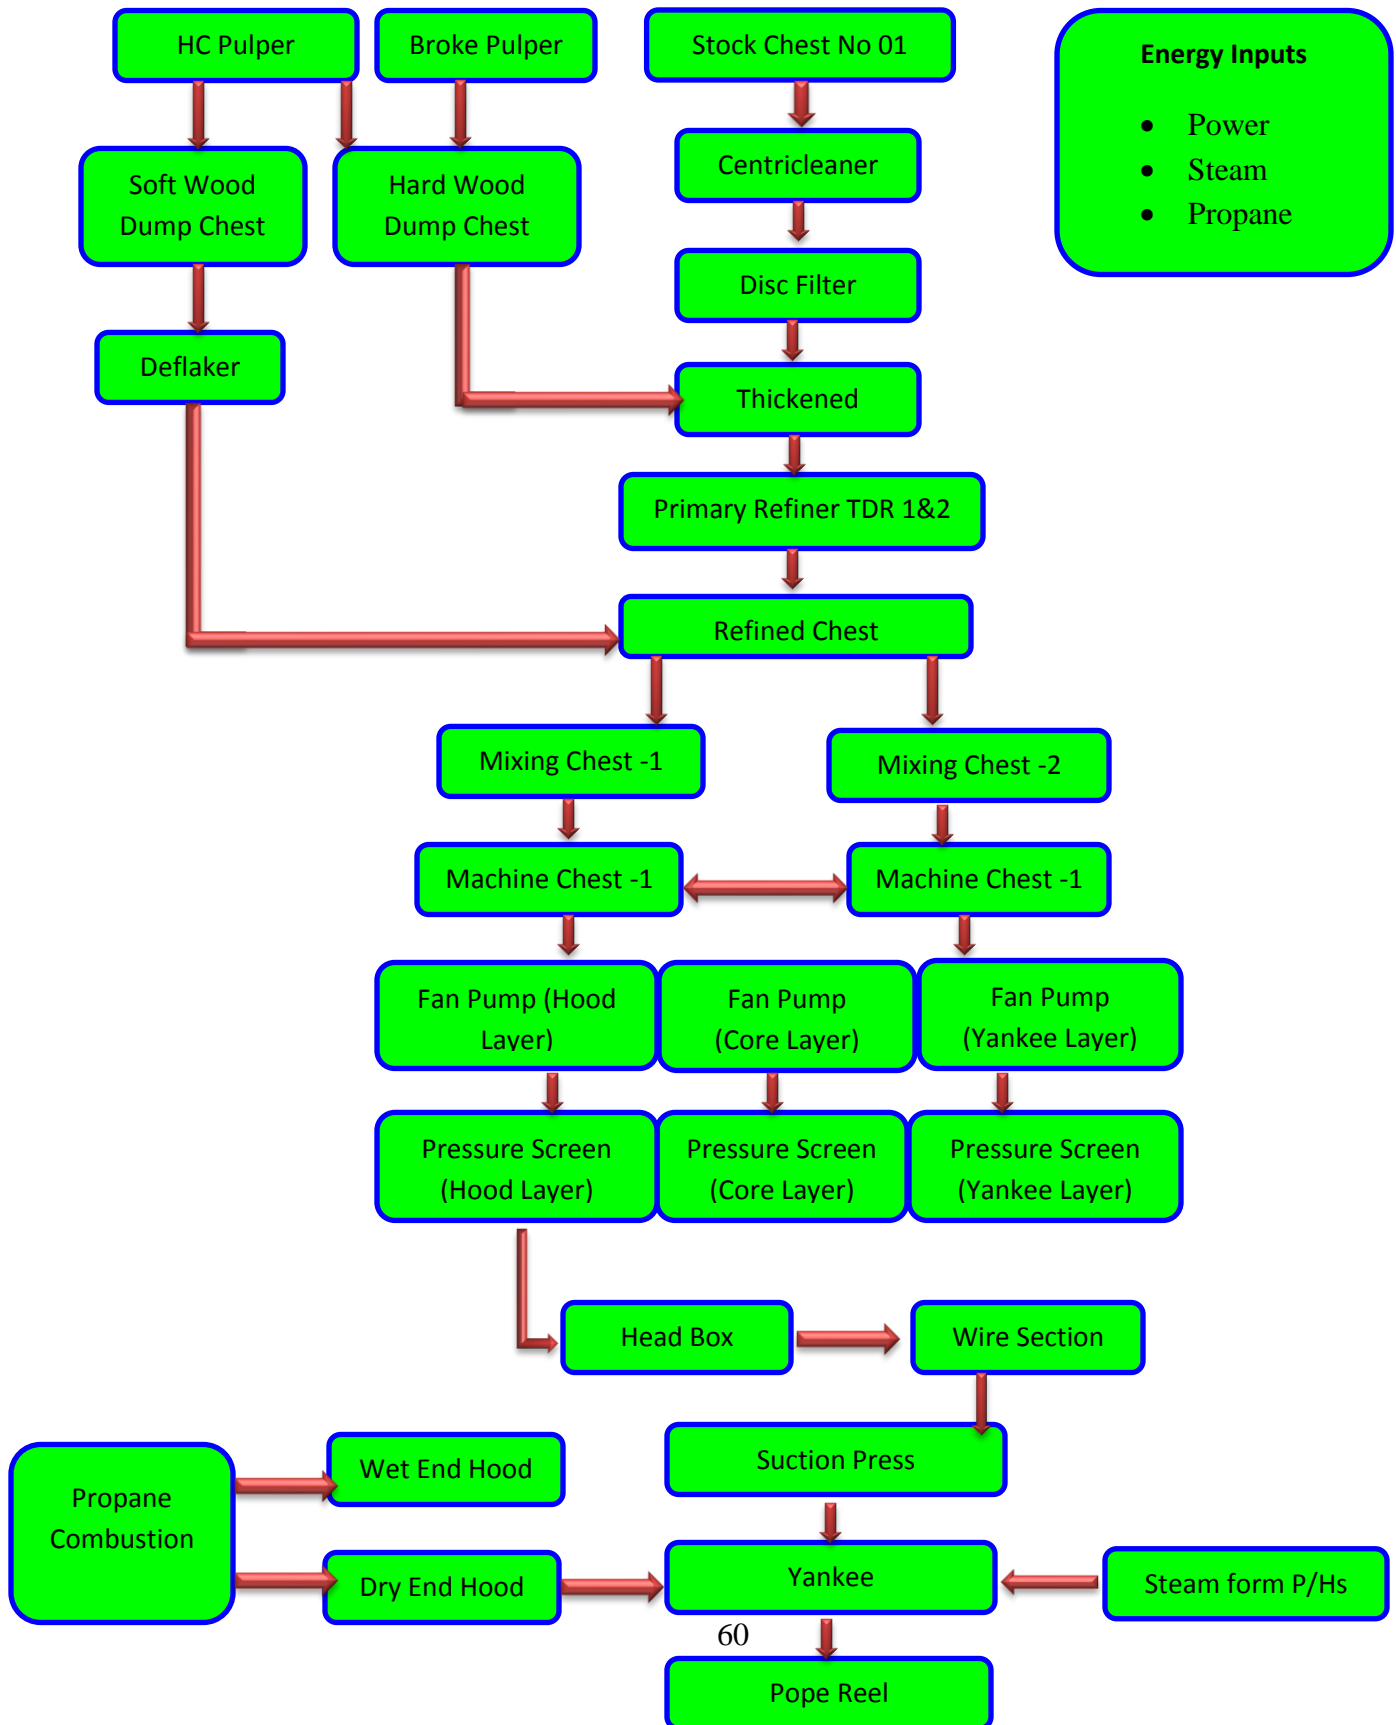 HC Pulper
Broke Pulper
Stock Chest No 01
Energy Inputs
• Power
• Steam
• Propane
Centricleaner
Soft Wood
Dump Chest
Hard Wood
Dump Chest
Disc Filter
Deflaker
Thickened
Primary Refiner TDR 1&2
Refined Chest
Mixing Chest -1
Mixing Chest -2
Machine Chest -1
Machine Chest -1
Fan Pump (Hood
Layer)
Fan Pump
(Core Layer)
Fan Pump
(Yankee Layer)
Pressure Screen
(Hood Layer)
Pressure Screen
(Core Layer)
Pressure Screen
(Yankee Layer)
Head Box
Wire Section
Suction Press
Wet End Hood
Propane
Combustion
Dry End Hood
Yankee
Steam form P/Hs
60
Pope Reel